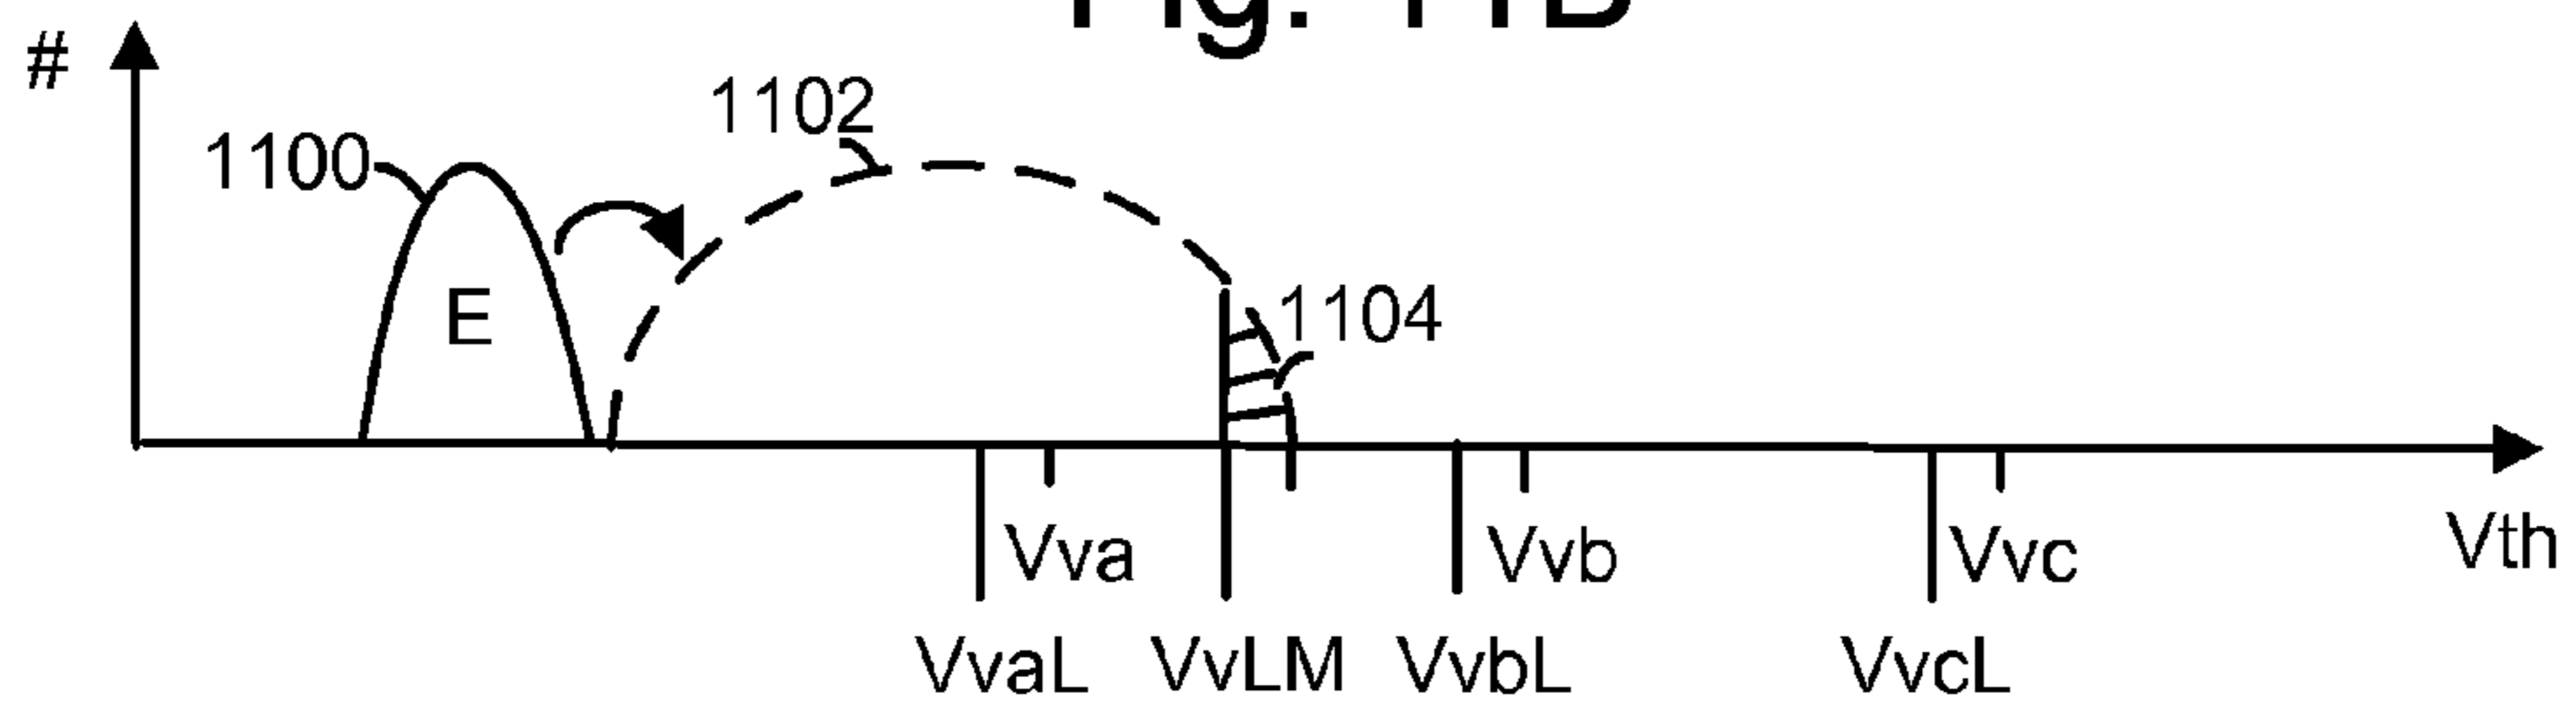 Fig. 11B
#
1102
1100
E
1104
Vva Vvb Vvc Vth
VvaL VvLM VvbL VvcL